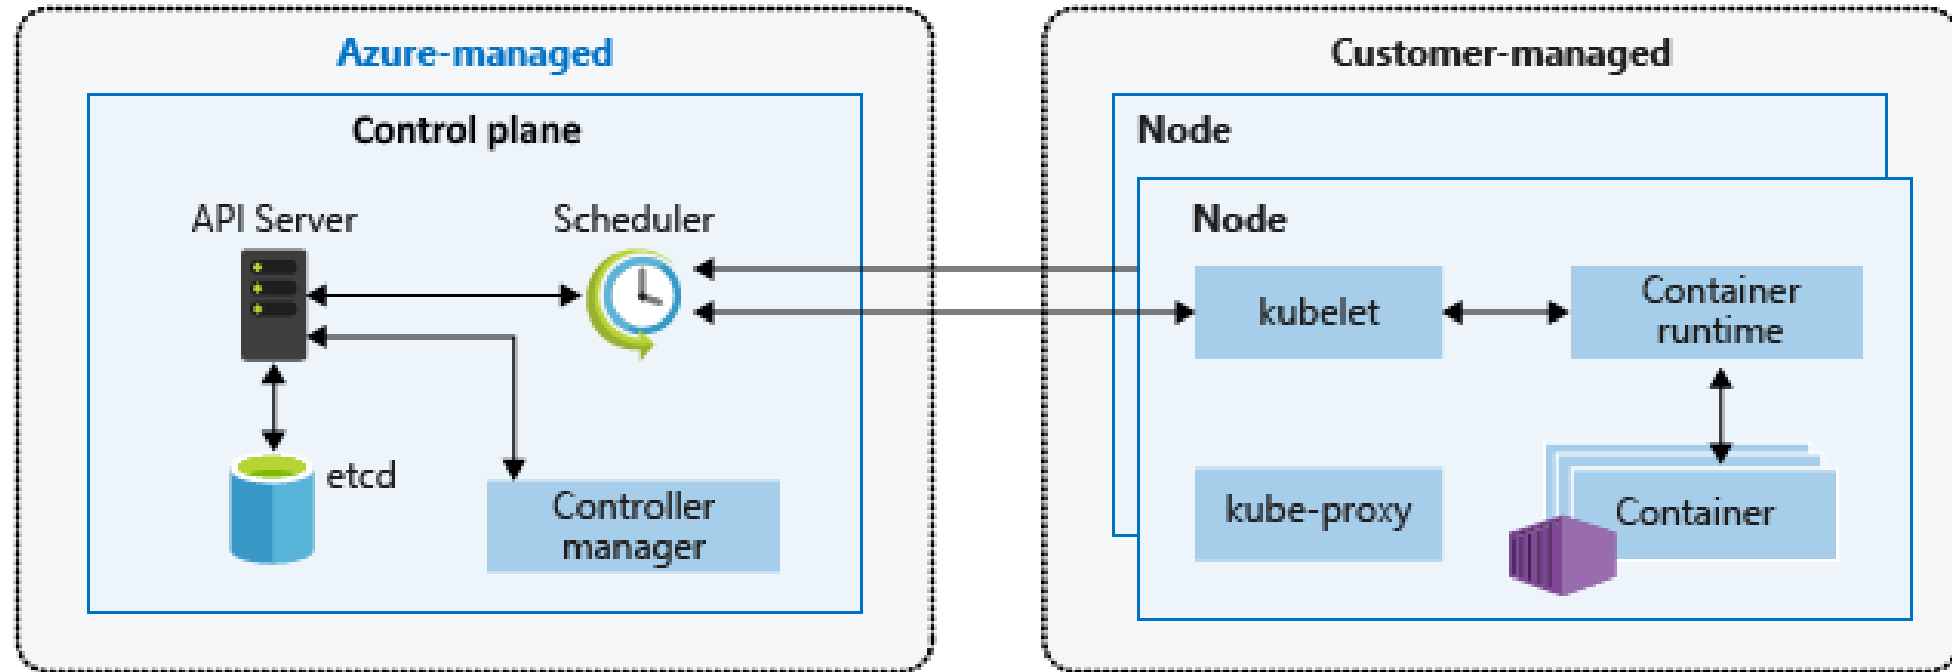 Azure-managed
Control plane
API Server
Scheduler
etcd
Controller
manager
Customer-managed
Node
Node
kubelet
Container
runtime
kube-proxy
Container